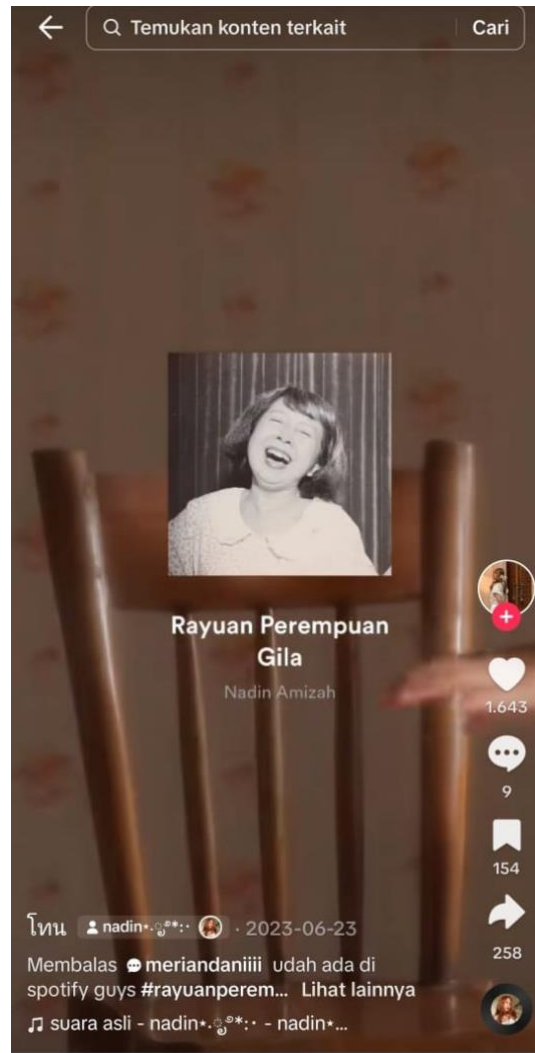 Temukan konten terkait Cari
Rayuan Perempuan
Gila
Nadin Amizah
1.643
9
154
258
โทน nadin⋆.ೃ࿔*:･ · 2023-06-23
Membalas meriandaniiii udah ada di
spotify guys #rayuanperem... Lihat lainnya
suara asli - nadin⋆.ೃ࿔*:･ - nadin⋆...